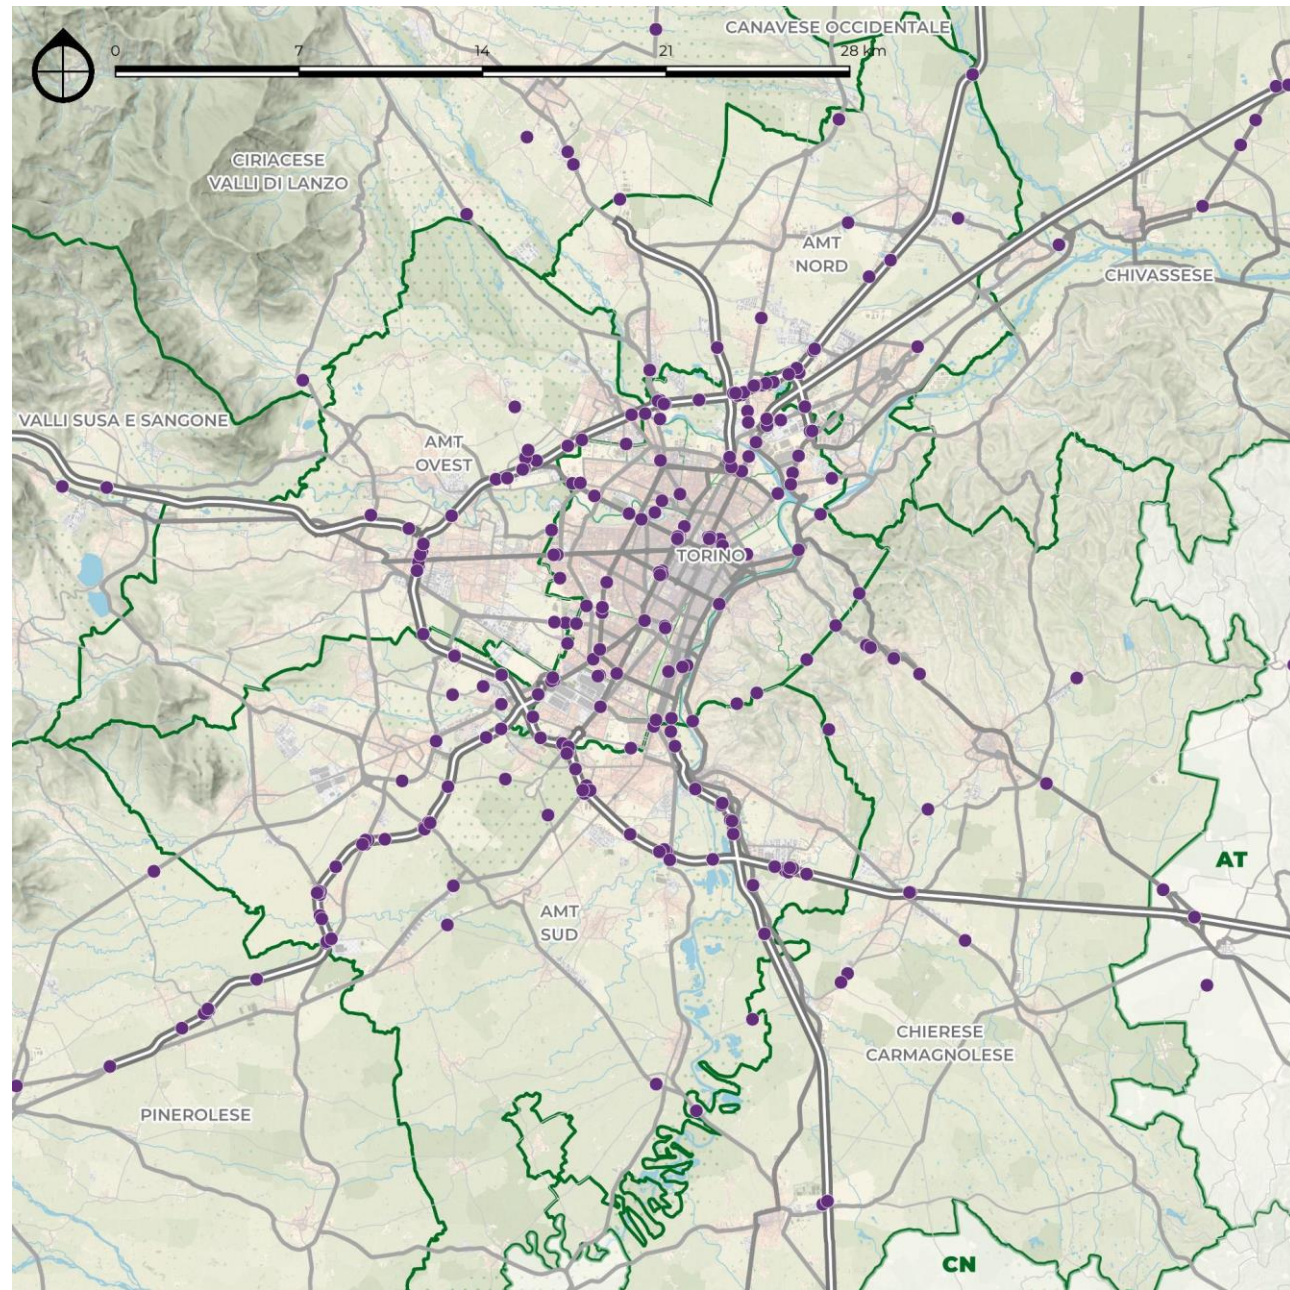 CANAVESE OCCIDENTALE
0 7 14 21 28 km
CIRIACESE
VALLI DI LANZO
AMT
NORD
CHIVASSESE
VALLI SUSA E SANGONE
AMT
OVEST
TORINO
AT
AMT
SUD
CHIERESE
CARMAGNOLESE
PINEROLESE
CN